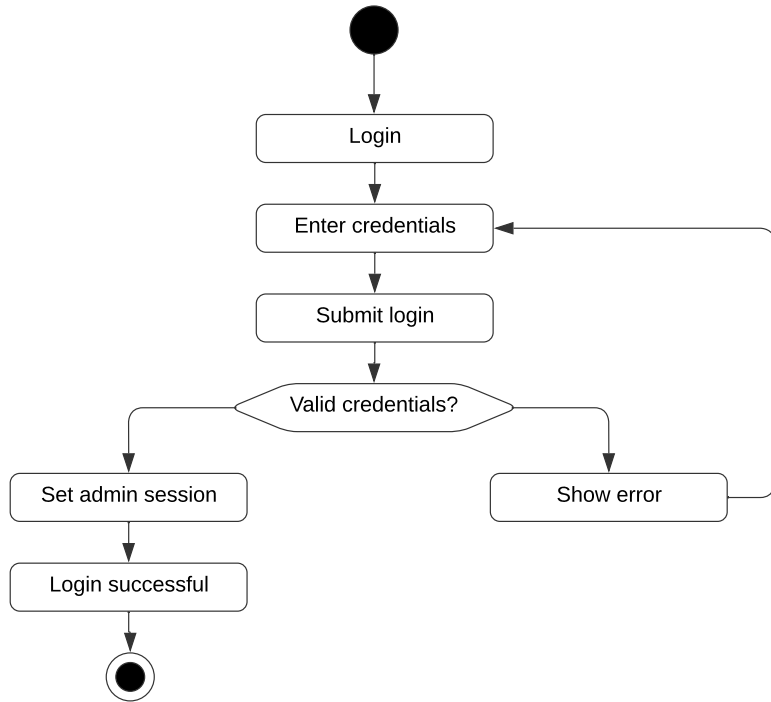 Login
Enter credentials
Submit login
Valid credentials?
Set admin session
Show error
Login successful